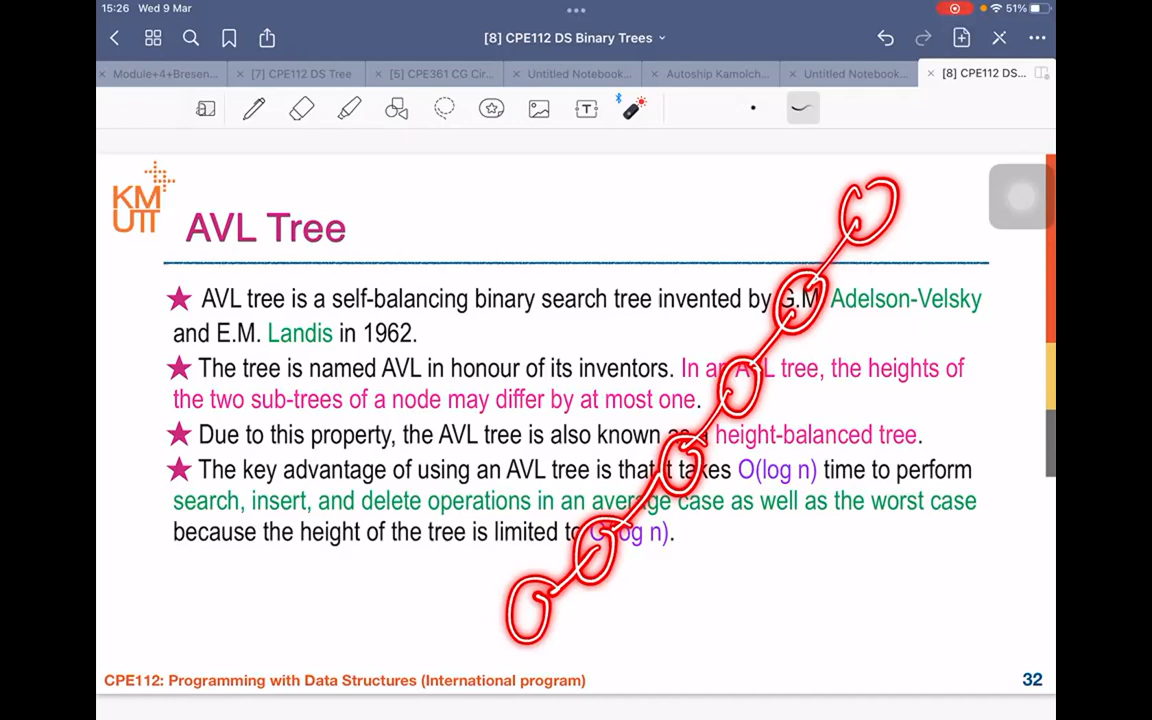 15:26 Wed 9 Mar
51%
[8] CPE112 DS Binary Trees
Module+4+Bresen...
[7] CPE112 DS Tree
[5] CPE361 CG Cir...
Untitled Notebook...
Autoship Kamolch...
Untitled Notebook...
[8] CPE112 DS...
KM
UTT
AVL Tree
AVL tree is a self-balancing binary search tree invented by G.M. Adelson-Velsky
and E.M. Landis in 1962.
The tree is named AVL in honour of its inventors. In an AVL tree, the heights of
the two sub-trees of a node may differ by at most one.
Due to this property, the AVL tree is also known as a height-balanced tree.
The key advantage of using an AVL tree is that it takes O(log n) time to perform
search, insert, and delete operations in an average case as well as the worst case
because the height of the tree is limited to O(log n).
CPE112: Programming with Data Structures (International program)
32